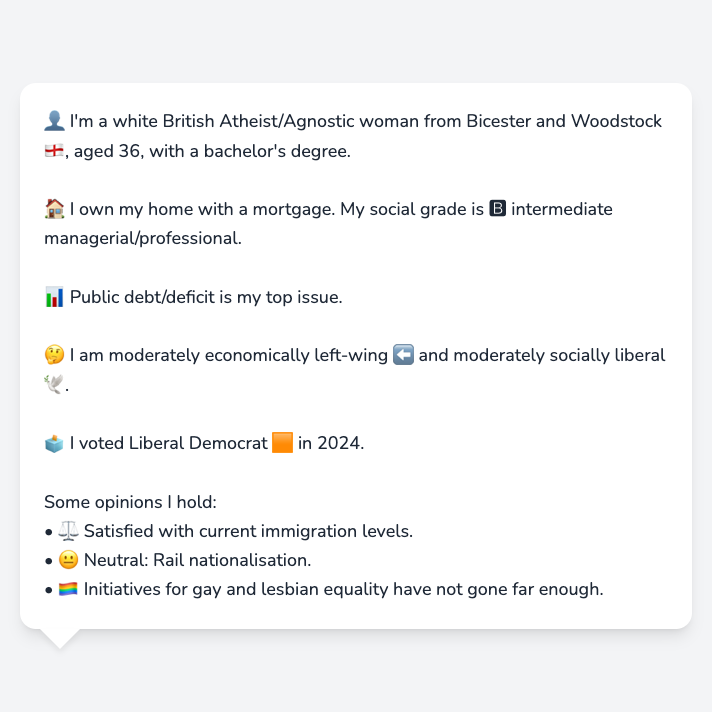 👤 I'm a white British Atheist/Agnostic woman from Bicester and Woodstock
🏴󠁧󠁢󠁥󠁮󠁧󠁿, aged 36, with a bachelor's degree.
🏠 I own my home with a mortgage. My social grade is 🅱 intermediate
managerial/professional.
📊 Public debt/deficit is my top issue.
🤔 I am moderately economically left-wing ⬅️ and moderately socially liberal
🕊️.
🗳️ I voted Liberal Democrat 🟧 in 2024.
Some opinions I hold:
• ⚖️ Satisfied with current immigration levels.
• 😐 Neutral: Rail nationalisation.
• 🏳️‍🌈 Initiatives for gay and lesbian equality have not gone far enough.